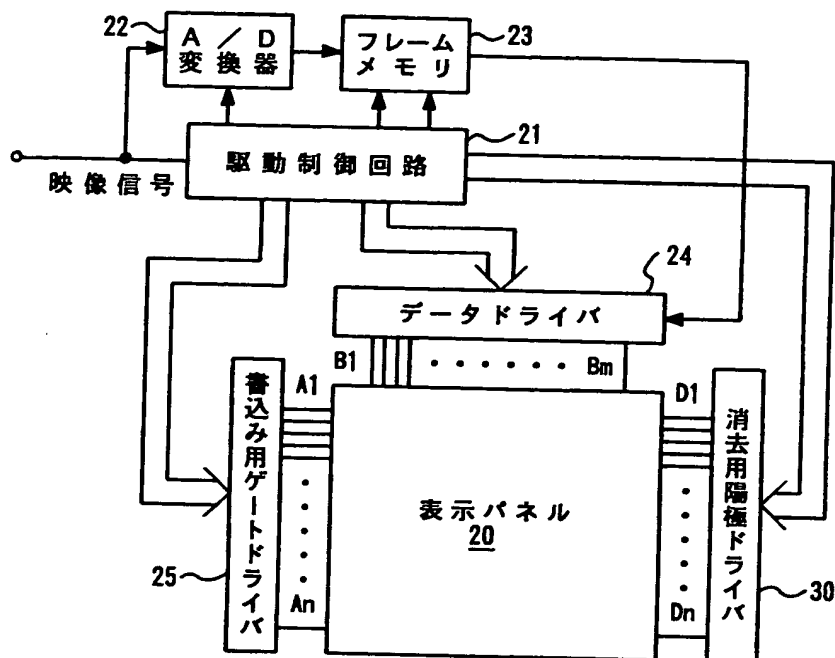 22
A／D
変換器
フレーム
メモリ
23
21
駆動制御回路
映像信号
24
データドライバ
B1
・・・・・・
Bm
書込み用ゲートドライバ
A1
・・・・・
An
25
表示パネル
20
D1
・・・・・
Dn
消去用陽極ドライバ
30